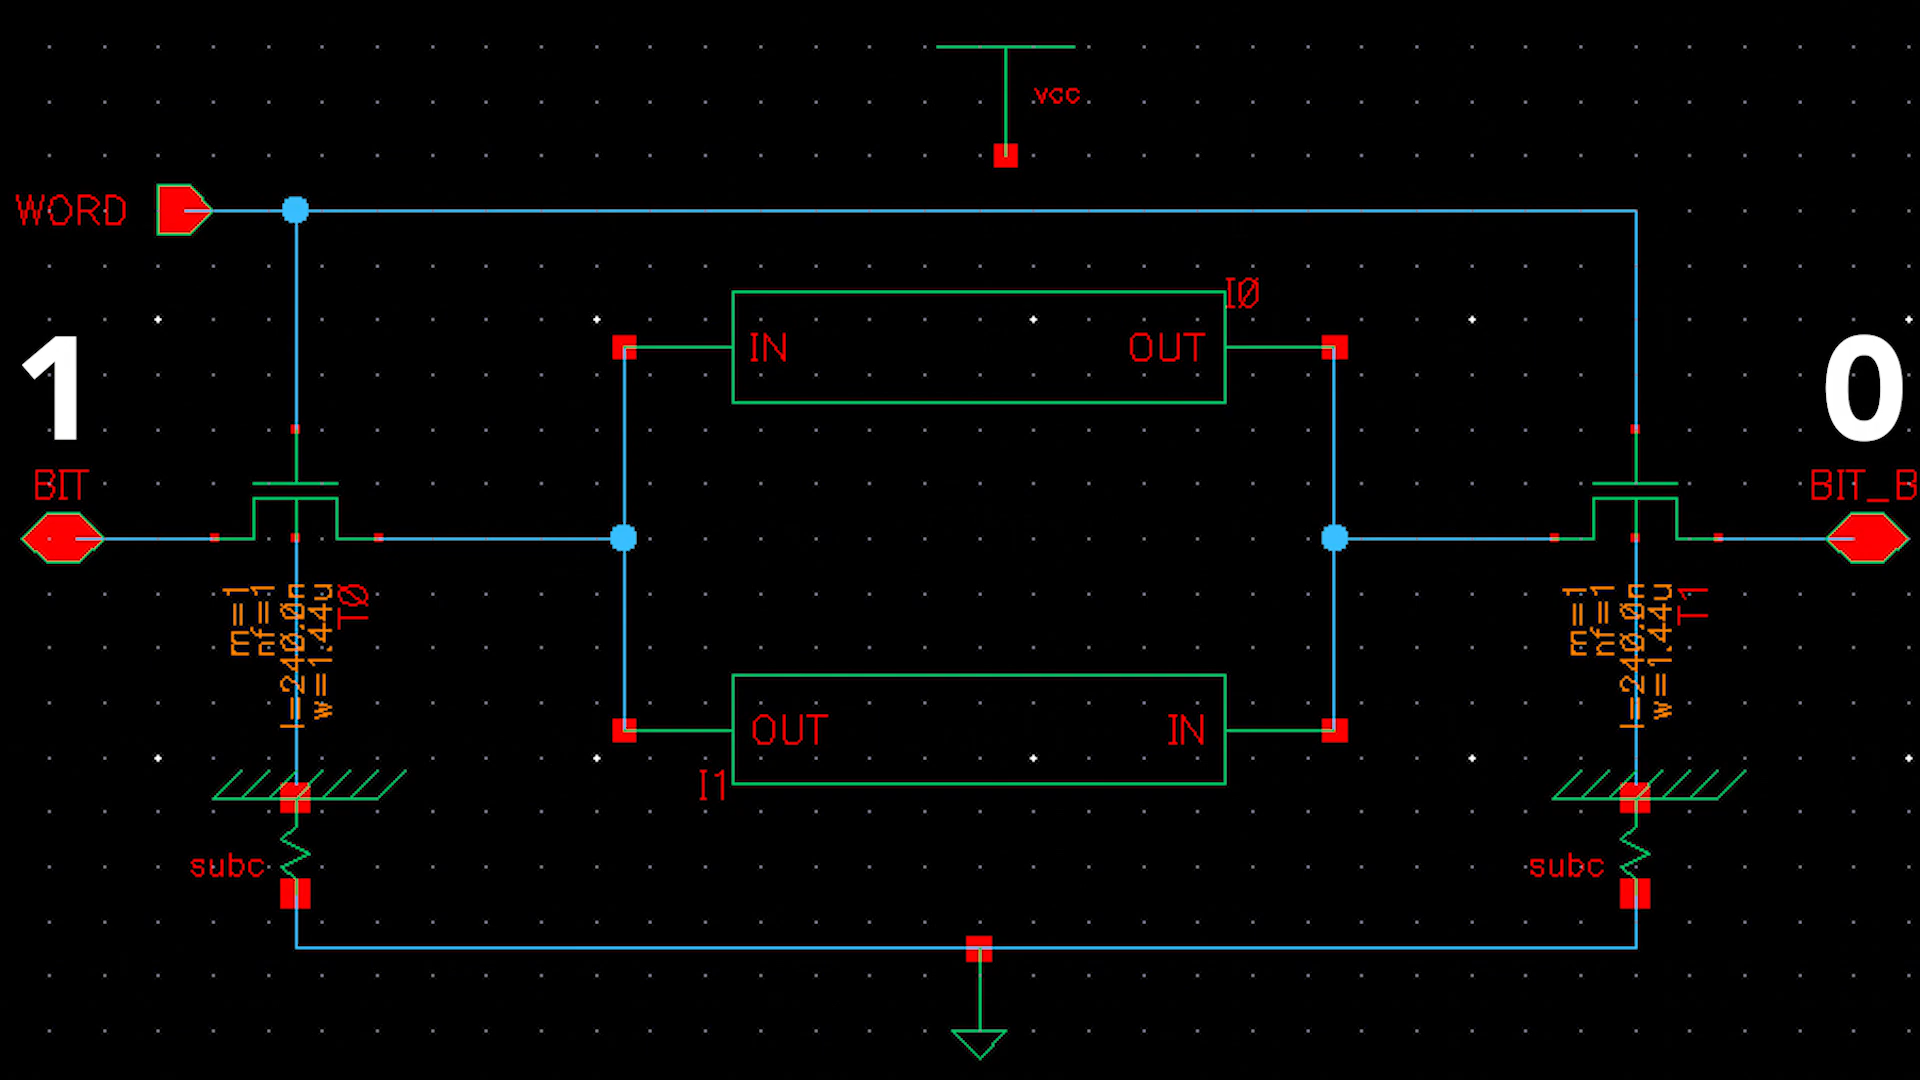 vcc
WORD
I0
IN OUT
1
0
BIT
BIT_B
m=1
nf=1
l=240.0n
w=1.44u
T0
m=1
nf=1
l=240.0n
w=1.44u
T1
OUT IN
I1
subc
subc